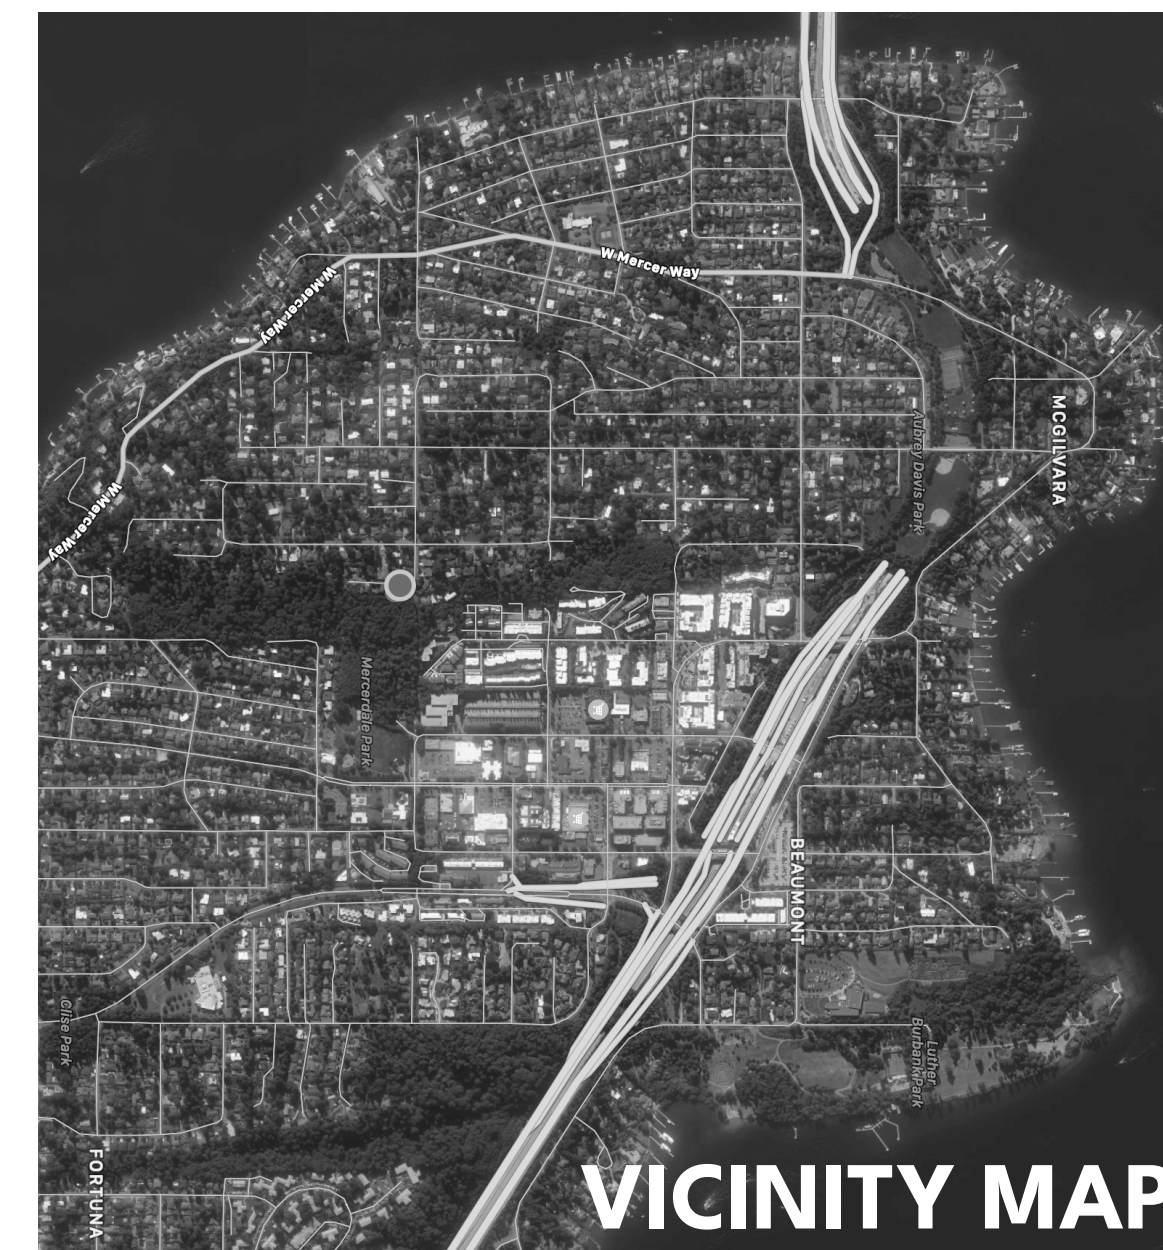 W Mercer Way
W Mercer Way
W Mercer Way
MCGILVARA
Aubrey Davis Park
Mercerdale Park
BEAUMONT
Clise Park
Luther
Burbank Park
FORTUNA
VICINITY MAP